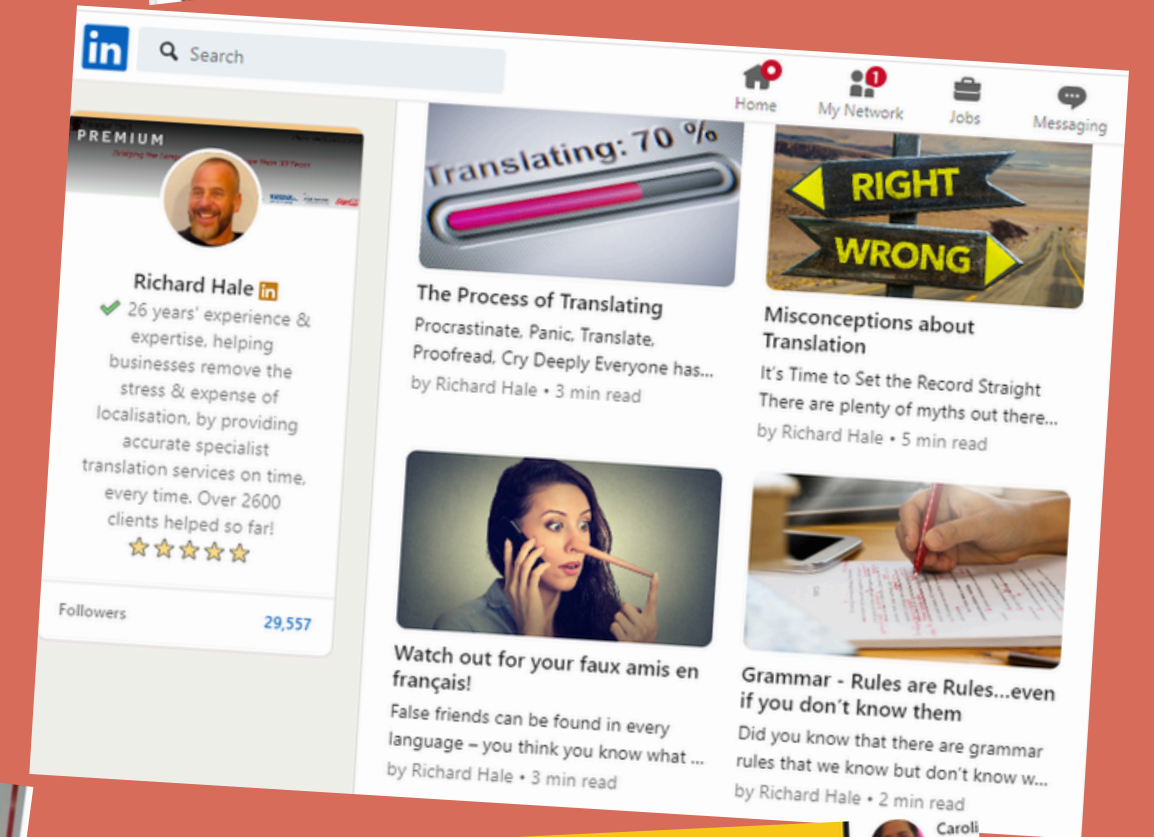 in
Search
Home
1
My Network
Jobs
Messaging
PREMIUM
Richard Hale in
26 years' experience &
expertise, helping
businesses remove the
stress & expense of
localisation, by providing
accurate specialist
translation services on time,
every time. Over 2600
clients helped so far!
Followers
29,557
Translating: 70 %
The Process of Translating
Procrastinate, Panic, Translate,
Proofread, Cry Deeply Everyone has...
by Richard Hale • 3 min read
RIGHT
WRONG
Misconceptions about
Translation
It's Time to Set the Record Straight
There are plenty of myths out there...
by Richard Hale • 5 min read
Watch out for your faux amis en
français!
False friends can be found in every
language – you think you know what ...
by Richard Hale • 3 min read
Grammar - Rules are Rules...even
if you don't know them
Did you know that there are grammar
rules that we know but don't know w...
by Richard Hale • 2 min read
Caroli